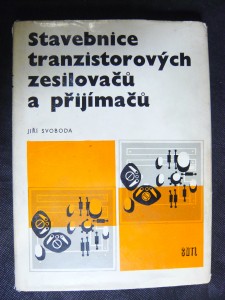 Stavebnice
tranzistorových
zesilovačů
a přijímačů
JIŘÍ SVOBODA
SNTL